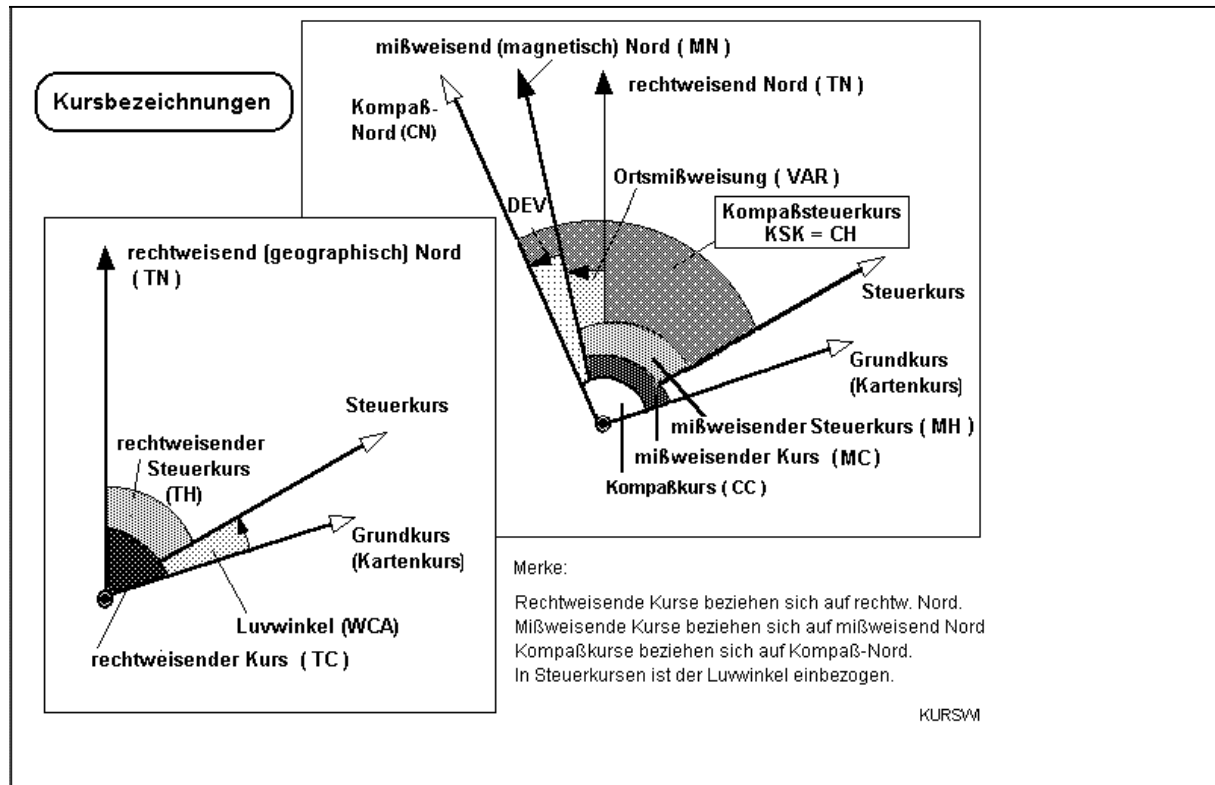 Kursbezeichnungen
mißweisend (magnetisch) Nord ( MN )
rechtweisend Nord ( TN )
Kompaß-
Nord (CN)
Ortsmißweisung ( VAR )
DEV
Kompaßsteuerkurs
KSK = CH
Steuerkurs
Grundkurs
(Kartenkurs)
mißweisender Steuerkurs ( MH )
mißweisender Kurs ( MC )
Kompaßkurs ( CC )
rechtweisend (geographisch) Nord
( TN )
Steuerkurs
rechtweisender
Steuerkurs
(TH)
Grundkurs
(Kartenkurs)
Luvwinkel (WCA)
rechtweisender Kurs ( TC )
Merke:
Rechtweisende Kurse beziehen sich auf rechtw. Nord.
Mißweisende Kurse beziehen sich auf mißweisend Nord
Kompaßkurse beziehen sich auf Kompaß-Nord.
In Steuerkursen ist der Luvwinkel einbezogen.
KURSWI